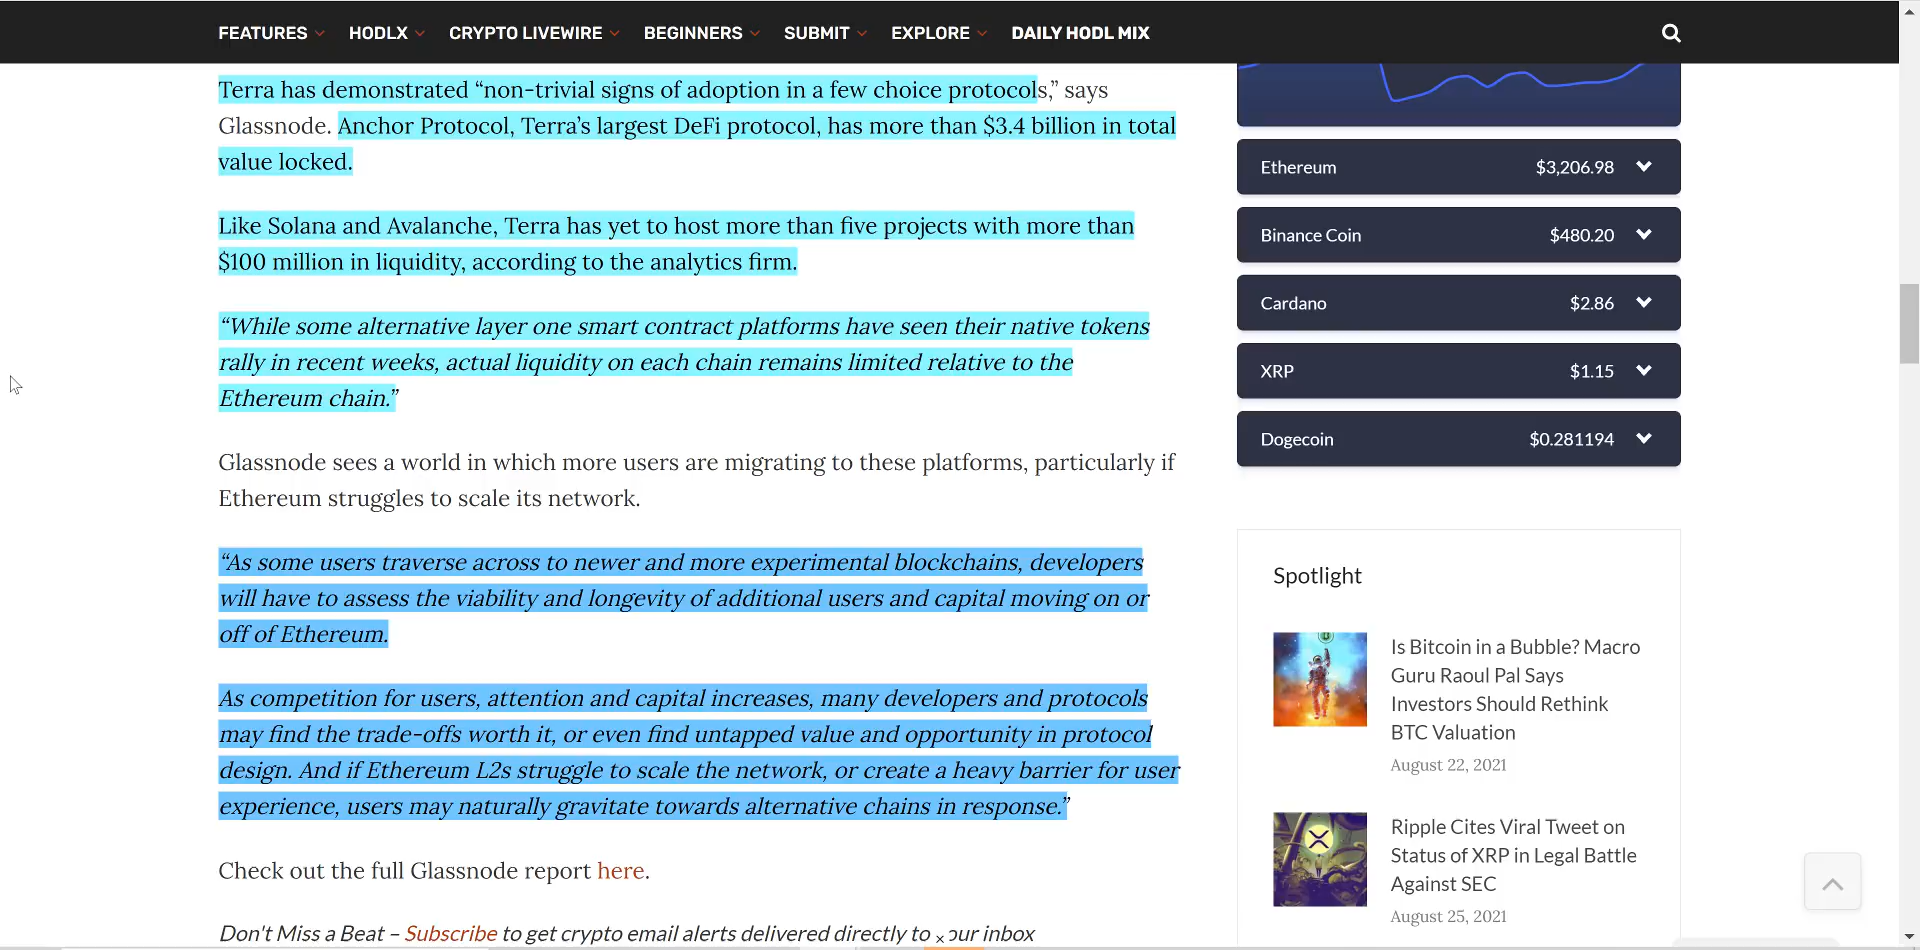 FEATURES HODLX CRYPTO LIVEWIRE BEGINNERS SUBMIT EXPLORE DAILY HODL MIX
Terra has demonstrated “non-trivial signs of adoption in a few choice protocols,” says
Glassnode. Anchor Protocol, Terra’s largest DeFi protocol, has more than $3.4 billion in total
value locked.
Like Solana and Avalanche, Terra has yet to host more than five projects with more than
$100 million in liquidity, according to the analytics firm.
“While some alternative layer one smart contract platforms have seen their native tokens
rally in recent weeks, actual liquidity on each chain remains limited relative to the
Ethereum chain.”
Glassnode sees a world in which more users are migrating to these platforms, particularly if
Ethereum struggles to scale its network.
“As some users traverse across to newer and more experimental blockchains, developers
will have to assess the viability and longevity of additional users and capital moving on or
off of Ethereum.
As competition for users, attention and capital increases, many developers and protocols
may find the trade-offs worth it, or even find untapped value and opportunity in protocol
design. And if Ethereum L2s struggle to scale the network, or create a heavy barrier for user
experience, users may naturally gravitate towards alternative chains in response.”
Check out the full Glassnode report here.
Don't Miss a Beat – Subscribe to get crypto email alerts delivered directly to inbox
Ethereum $3,206.98
Binance Coin $480.20
Cardano $2.86
XRP $1.15
Dogecoin $0.281194
Spotlight
Is Bitcoin in a Bubble? Macro
Guru Raoul Pal Says
Investors Should Rethink
BTC Valuation
August 22, 2021
Ripple Cites Viral Tweet on
Status of XRP in Legal Battle
Against SEC
August 25, 2021